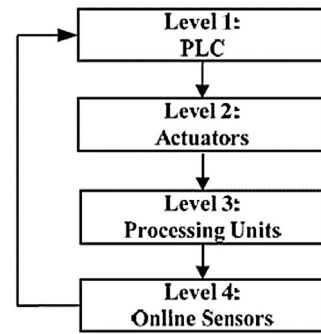 Level 1:
PLC
Level 2:
Actuators
Level 3:
Processing Units
Level 4:
Online Sensors